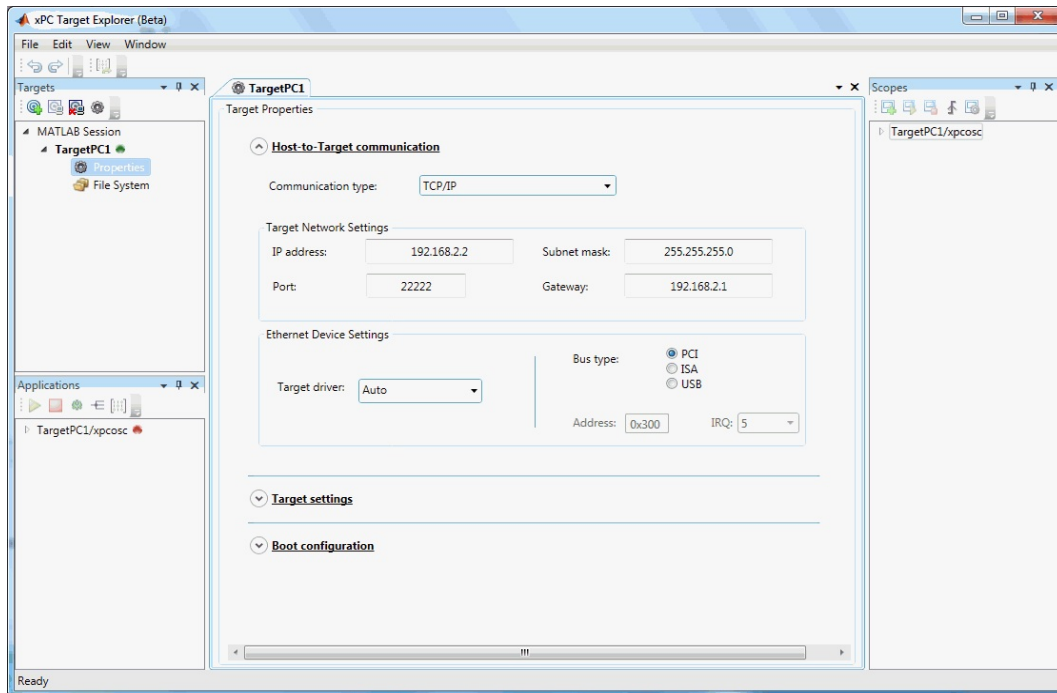 xPC Target Explorer (Beta)
File Edit View Window
Targets
MATLAB Session
TargetPC1
Properties
File System
Applications
TargetPC1/xpcosc
TargetPC1
Target Properties
Host-to-Target communication
Communication type: TCP/IP
Target Network Settings
IP address: 192.168.2.2 Subnet mask: 255.255.255.0
Port: 22222 Gateway: 192.168.2.1
Ethernet Device Settings
Target driver: Auto
Bus type: PCI
ISA
USB
Address: 0x300 IRQ: 5
Target settings
Boot configuration
Scopes
TargetPC1/xpcosc
Ready